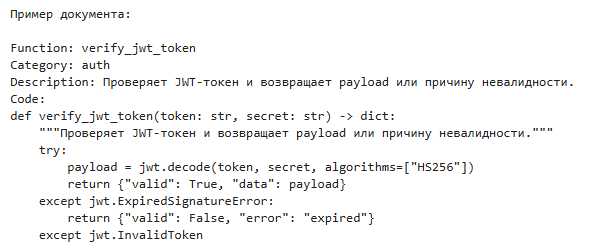 Пример документа:
Function: verify_jwt_token
Category: auth
Description: Проверяет JWT-токен и возвращает payload или причину невалидности.
Code:
def verify_jwt_token(token: str, secret: str) -> dict:
    """Проверяет JWT-токен и возвращает payload или причину невалидности."""
    try:
        payload = jwt.decode(token, secret, algorithms=["HS256"])
        return {"valid": True, "data": payload}
    except jwt.ExpiredSignatureError:
        return {"valid": False, "error": "expired"}
    except jwt.InvalidToken